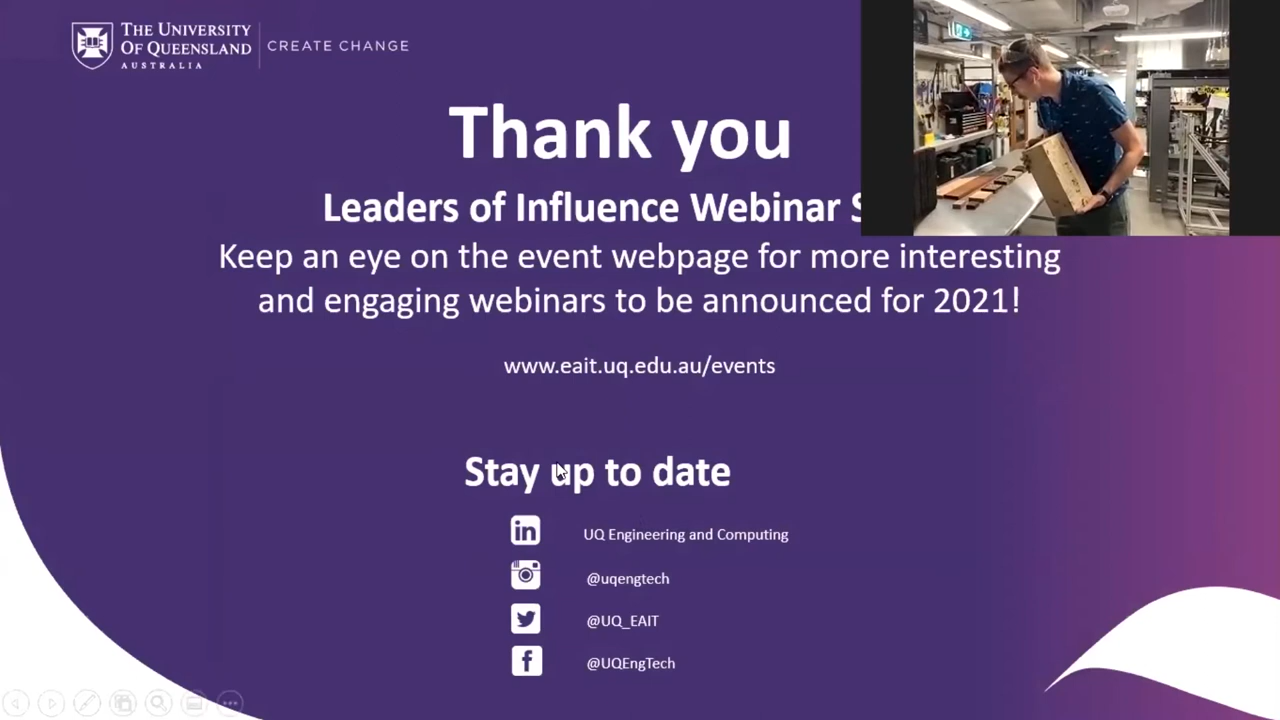 THE UNIVERSITY
OF QUEENSLAND
AUSTRALIA
CREATE CHANGE
Thank you
Leaders of Influence Webinar S
Keep an eye on the event webpage for more interesting
and engaging webinars to be announced for 2021!
www.eait.uq.edu.au/events
Stay up to date
in
UQ Engineering and Computing
@uqengtech
@UQ_EAIT
f
@UQEngTech